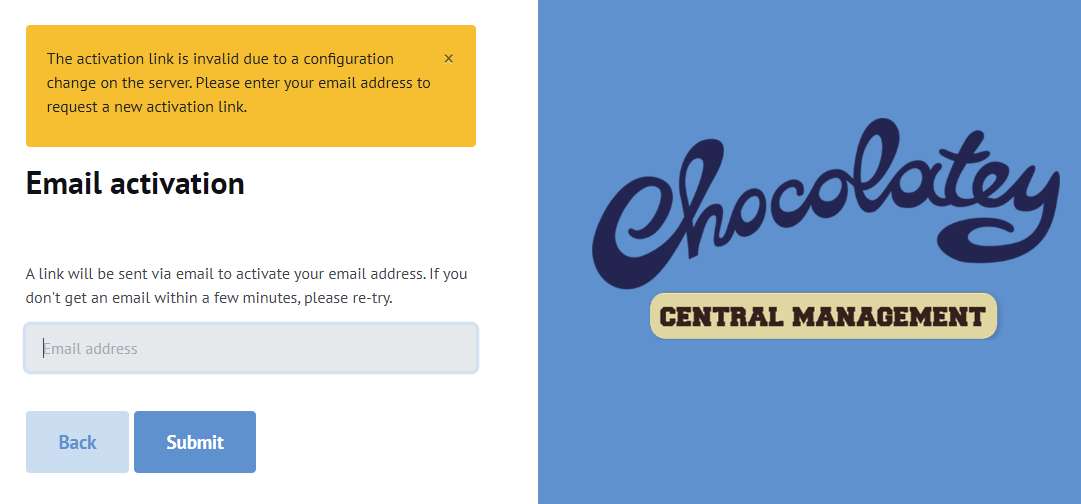 The activation link is invalid due to a configuration
change on the server. Please enter your email address to
request a new activation link.
×
Email activation
A link will be sent via email to activate your email address. If you
don't get an email within a few minutes, please re-try.
Email address
Back
Submit
Chocolatey
CENTRAL MANAGEMENT